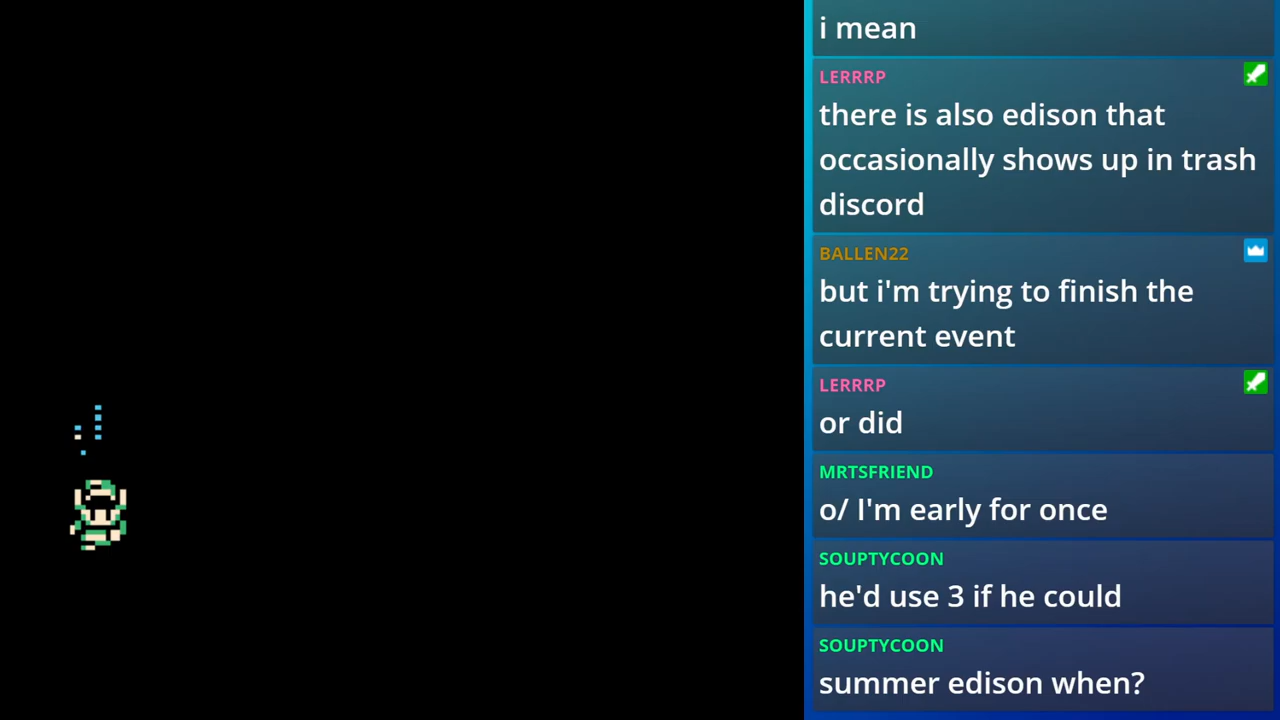 i mean
LERRRP
there is also edison that
occasionally shows up in trash
discord
BALLEN22
but i'm trying to finish the
current event
LERRRP
or did
MRTSFRIEND
o/ I'm early for once
SOUPTYCOON
he'd use 3 if he could
SOUPTYCOON
summer edison when?